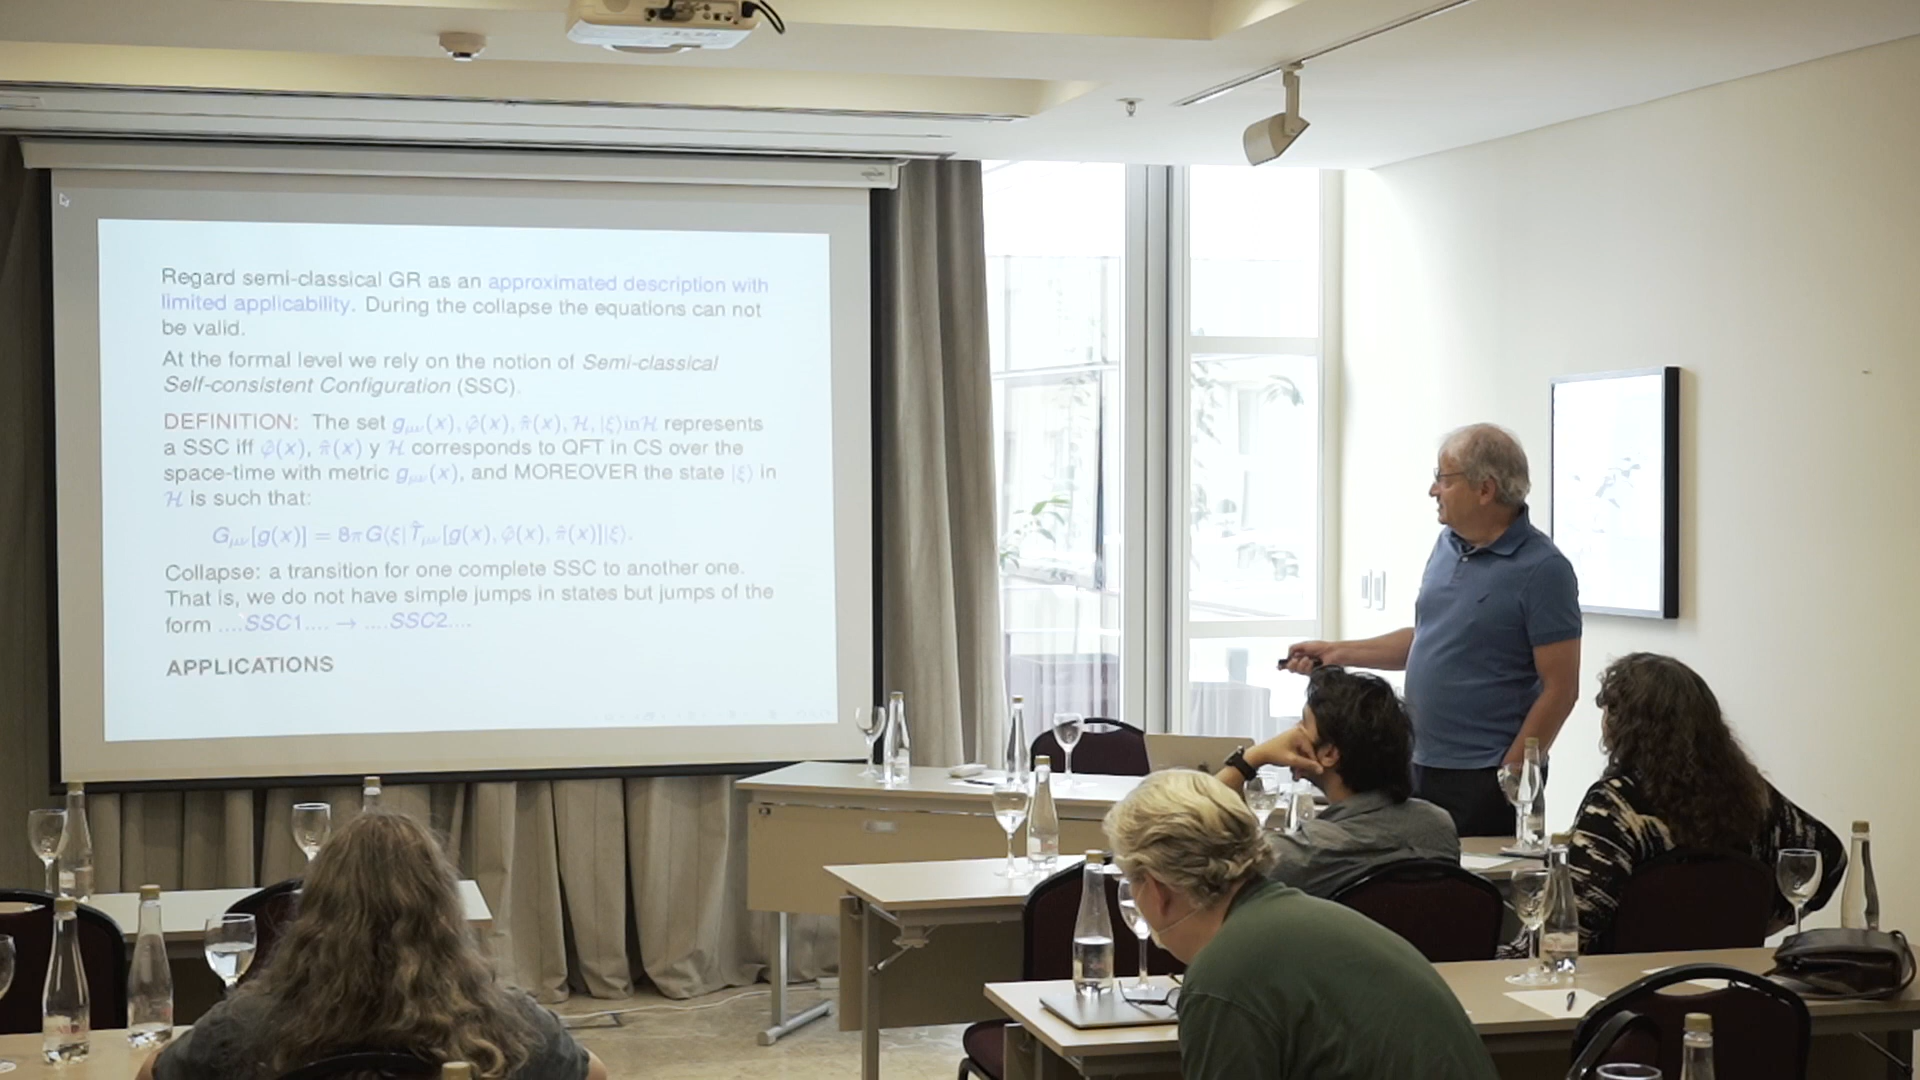 Regard semi-classical GR as an approximated description with
limited applicability. During the collapse the equations can not
be valid.
At the formal level we rely on the notion of Semi-classical
Self-consistent Configuration (SSC).
DEFINITION: The set g_{μν}(x), φ̂(x), π̂(x), ℋ, |ξ⟩inℋ represents
a SSC iff φ̂(x), π̂(x) y ℋ corresponds to QFT in CS over the
space-time with metric g_{μν}(x), and MOREOVER the state |ξ⟩ in
ℋ is such that:
G_{μν}[g(x)] = 8πG⟨ξ|T̂_{μν}[g(x), φ̂(x), π̂(x)]|ξ⟩.
Collapse: a transition for one complete SSC to another one.
That is, we do not have simple jumps in states but jumps of the
form ....SSC1.... → ....SSC2....
APPLICATIONS